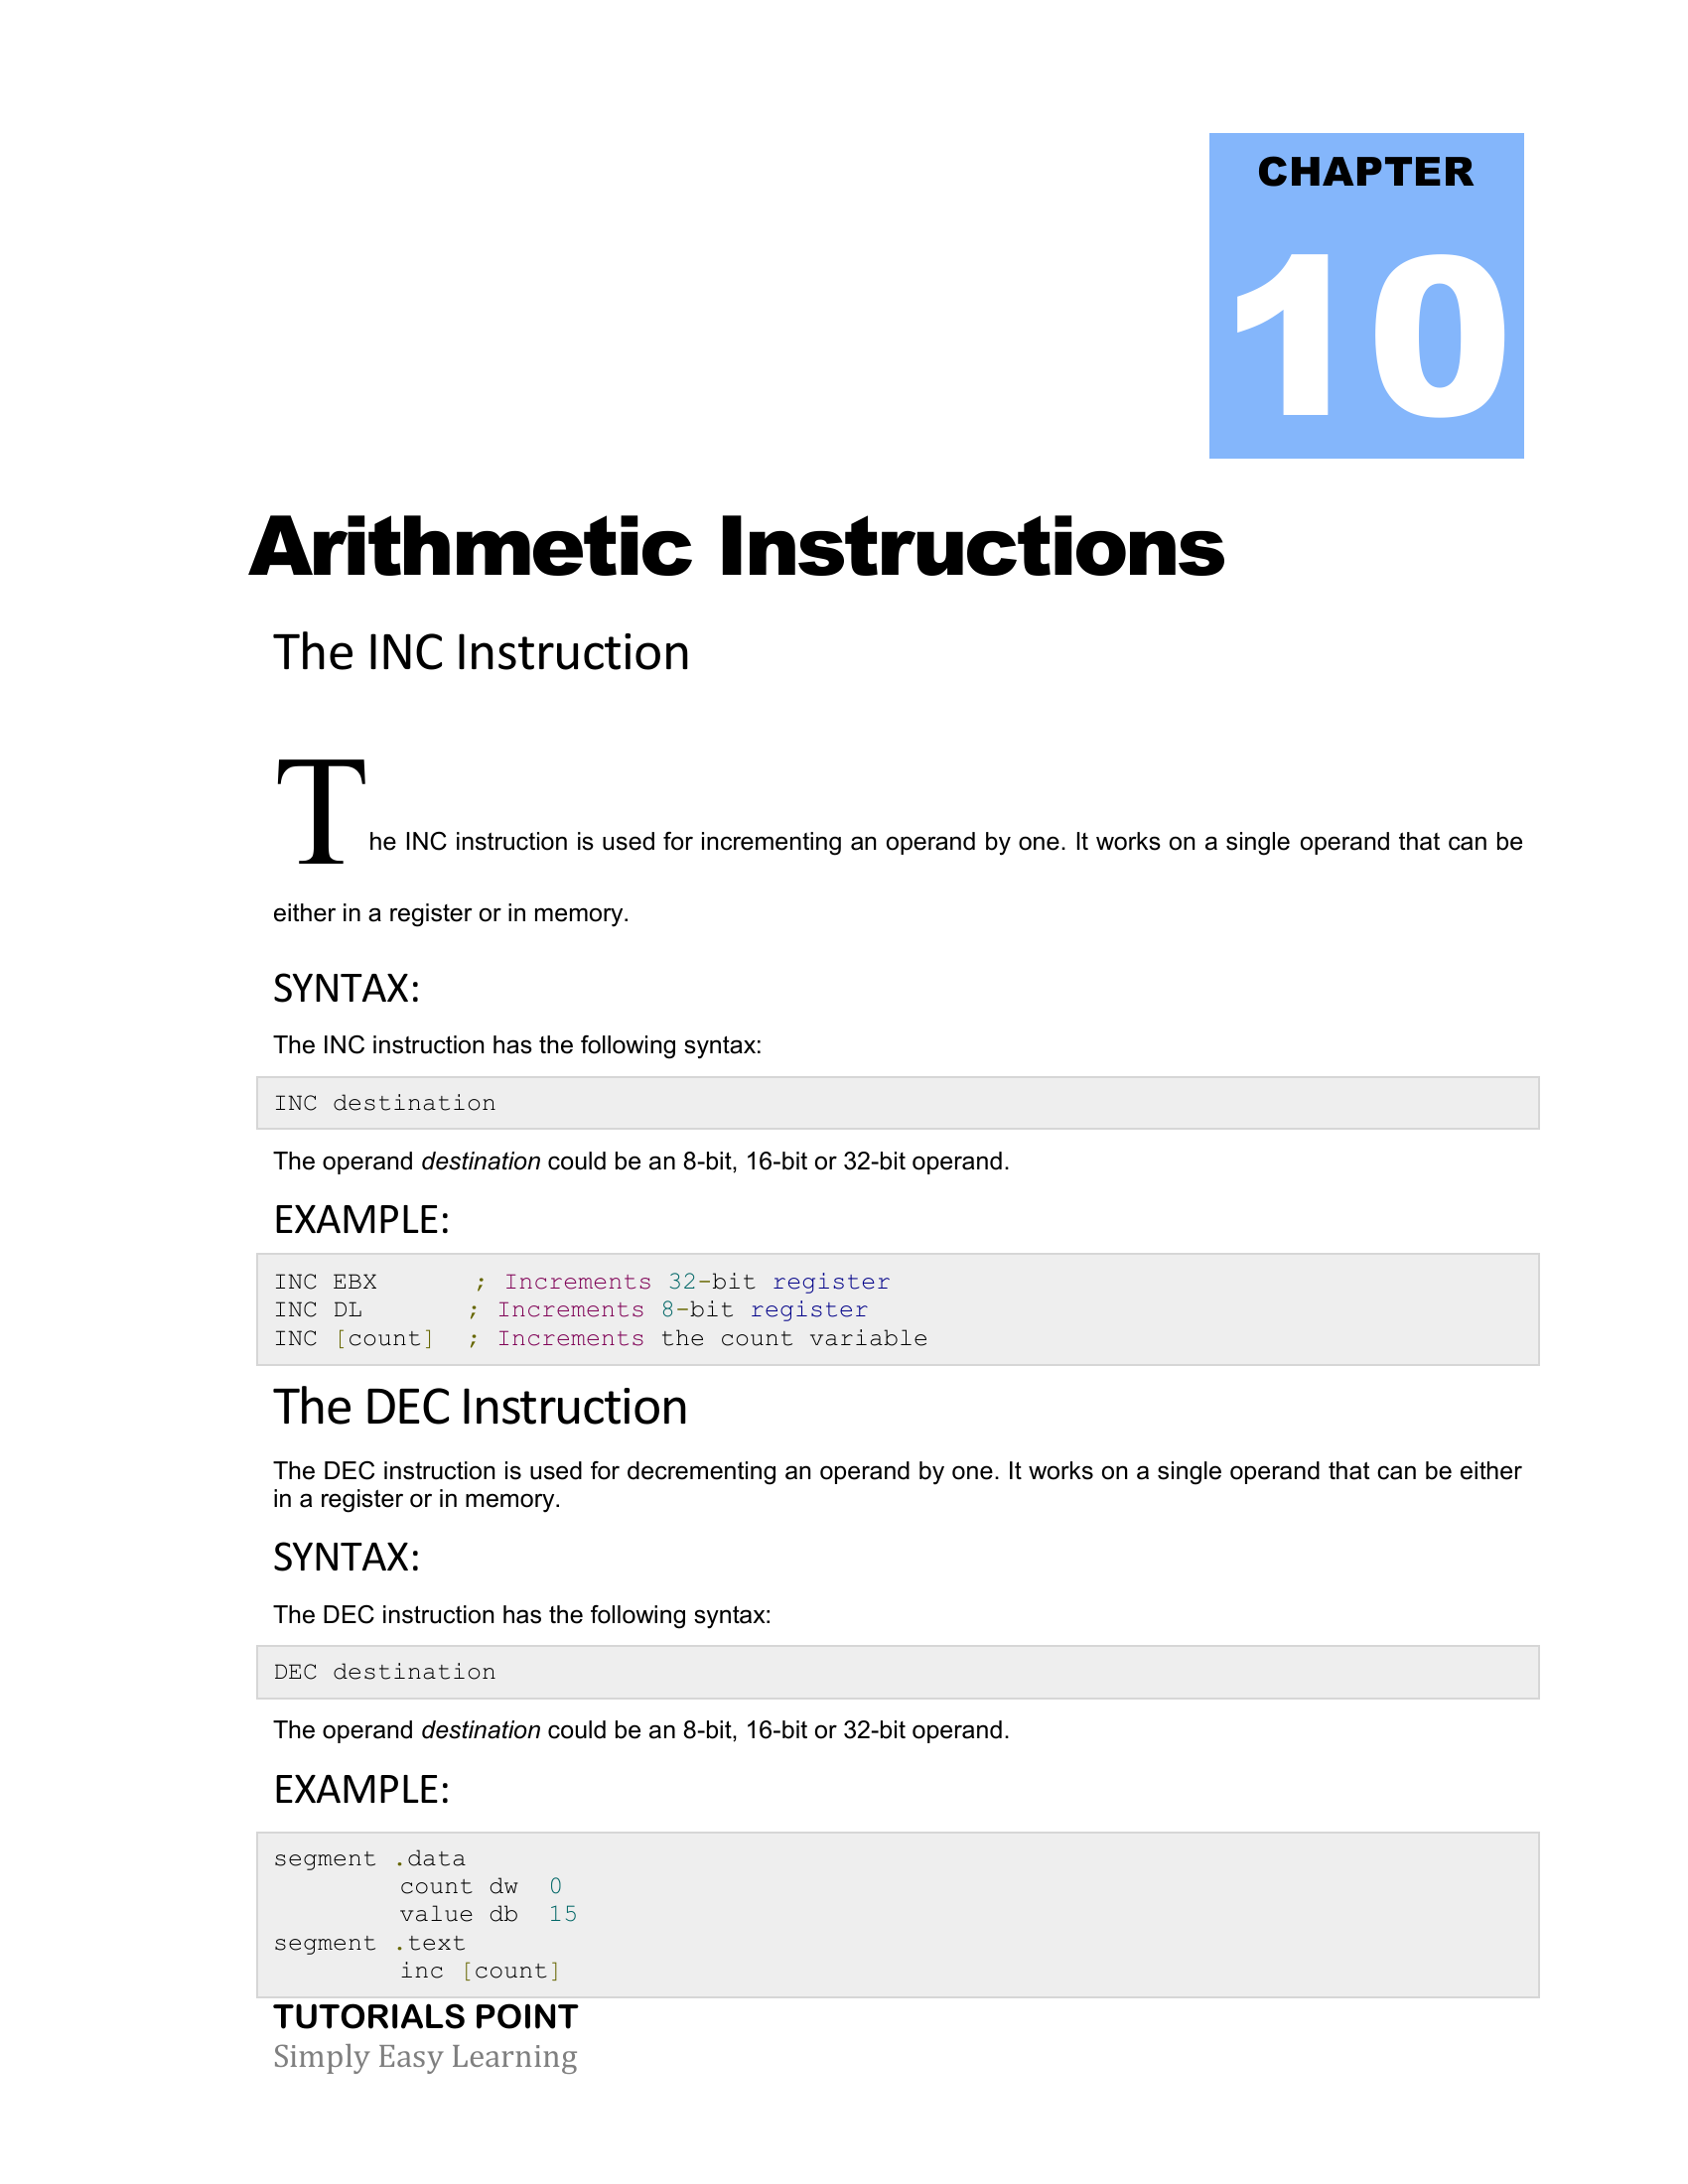 CHAPTER
10
Arithmetic Instructions
The INC Instruction
The INC instruction is used for incrementing an operand by one. It works on a single operand that can be
either in a register or in memory.
SYNTAX:
The INC instruction has the following syntax:
INC destination
The operand destination could be an 8-bit, 16-bit or 32-bit operand.
EXAMPLE:
INC EBX ; Increments 32-bit register
INC DL ; Increments 8-bit register
INC [count] ; Increments the count variable
The DEC Instruction
The DEC instruction is used for decrementing an operand by one. It works on a single operand that can be either
in a register or in memory.
SYNTAX:
The DEC instruction has the following syntax:
DEC destination
The operand destination could be an 8-bit, 16-bit or 32-bit operand.
EXAMPLE:
segment .data
count dw 0
value db 15
segment .text
inc [count]
TUTORIALS POINT
Simply Easy Learning